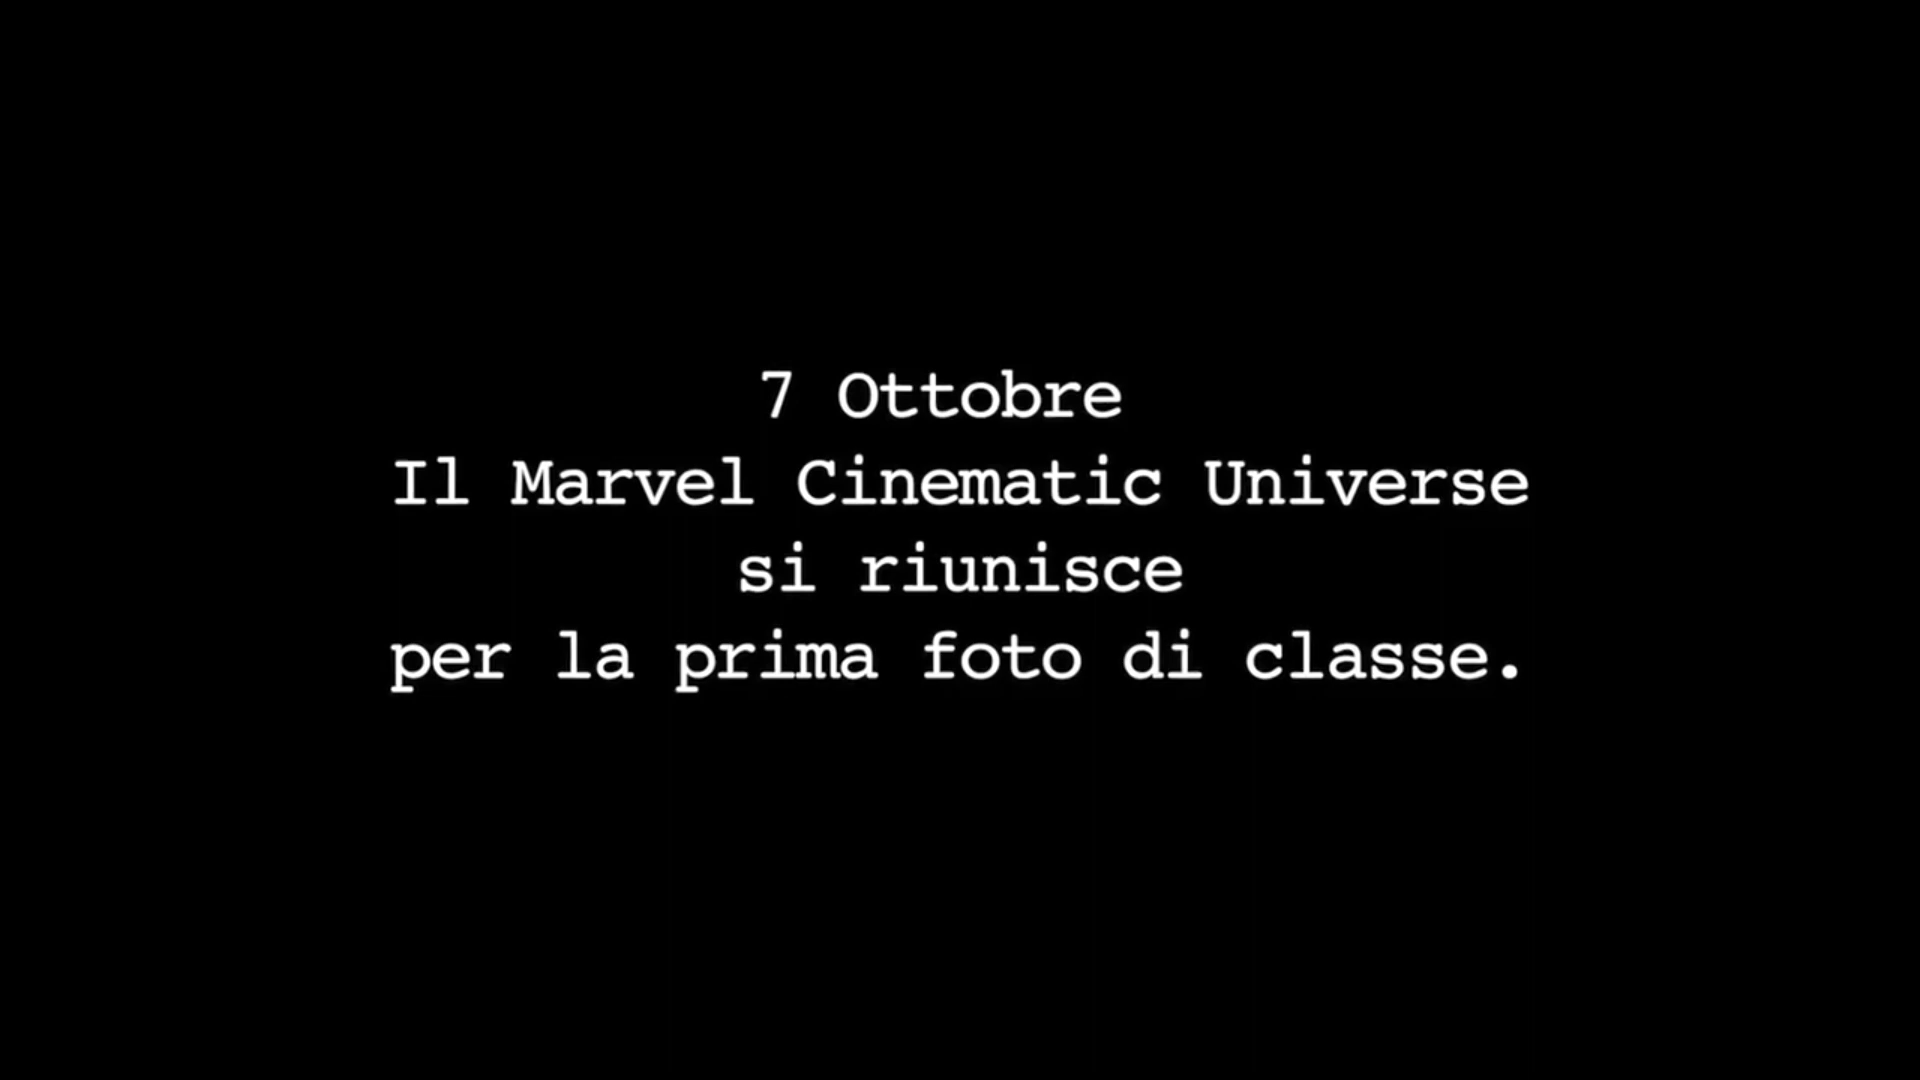 7 Ottobre
Il Marvel Cinematic Universe
si riunisce
per la prima foto di classe.